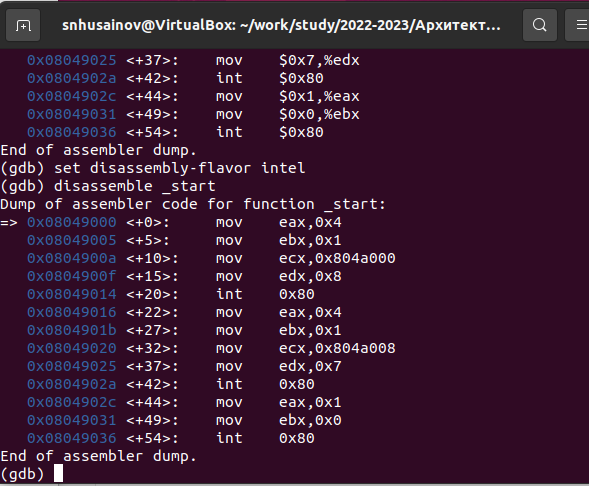 snhusainov@VirtualBox: ~/work/study/2022-2023/Архитект...
0x08049025 <+37>: mov $0x7,%edx
0x0804902a <+42>: int $0x80
0x0804902c <+44>: mov $0x1,%eax
0x08049031 <+49>: mov $0x0,%ebx
0x08049036 <+54>: int $0x80
End of assembler dump.
(gdb) set disassembly-flavor intel
(gdb) disassemble _start
Dump of assembler code for function _start:
=> 0x08049000 <+0>: mov eax,0x4
0x08049005 <+5>: mov ebx,0x1
0x0804900a <+10>: mov ecx,0x804a000
0x0804900f <+15>: mov edx,0x8
0x08049014 <+20>: int 0x80
0x08049016 <+22>: mov eax,0x4
0x0804901b <+27>: mov ebx,0x1
0x08049020 <+32>: mov ecx,0x804a008
0x08049025 <+37>: mov edx,0x7
0x0804902a <+42>: int 0x80
0x0804902c <+44>: mov eax,0x1
0x08049031 <+49>: mov ebx,0x0
0x08049036 <+54>: int 0x80
End of assembler dump.
(gdb)